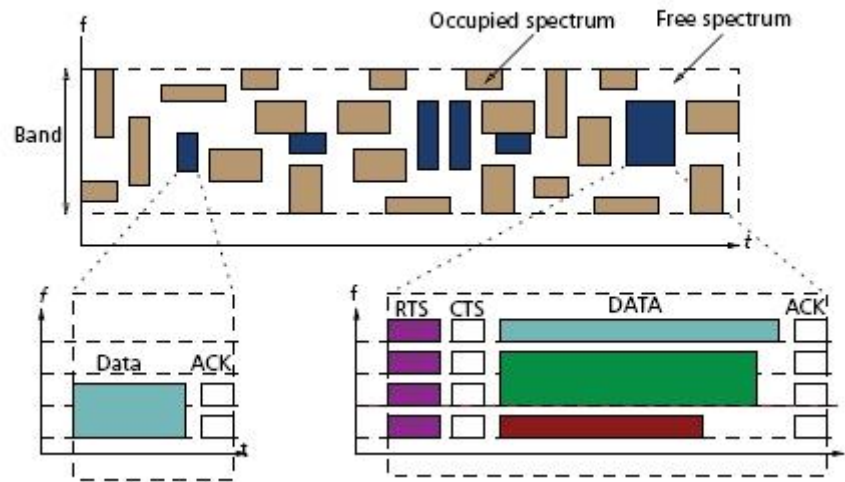 f
Occupied spectrum
Free spectrum
Band
t
f
Data
ACK
t
f
RTS
CTS
DATA
ACK